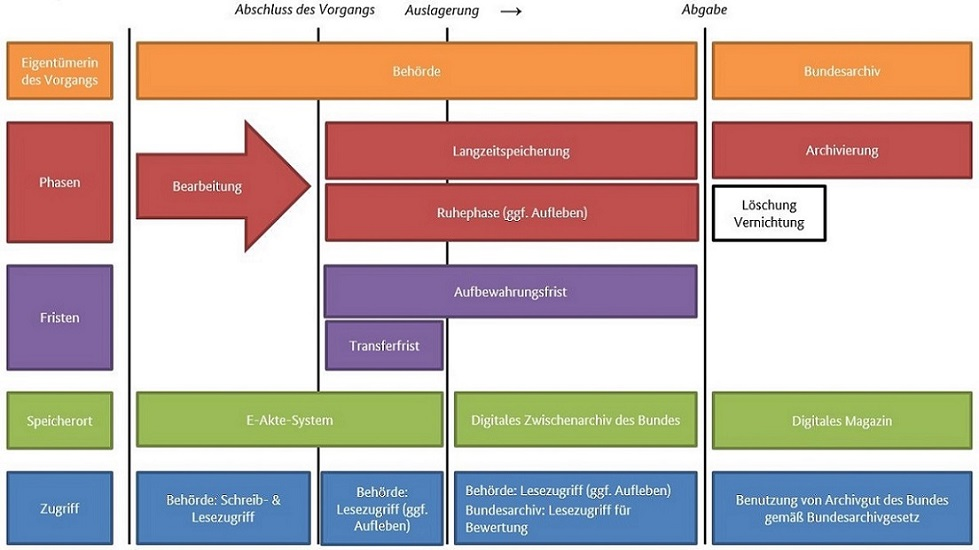 Abschluss des Vorgangs Auslagerung → Abgabe
Eigentümerin
des Vorgangs
Behörde
Bundesarchiv
Phasen
Bearbeitung
Langzeitspeicherung
Archivierung
Ruhephase (ggf. Aufleben)
Löschung
Vernichtung
Fristen
Aufbewahrungsfrist
Transferfrist
Speicherort
E-Akte-System
Digitales Zwischenarchiv des Bundes
Digitales Magazin
Zugriff
Behörde: Schreib- &
Lesezugriff
Behörde:
Lesezugriff (ggf.
Aufleben)
Behörde: Lesezugriff (ggf. Aufleben)
Bundesarchiv: Lesezugriff für
Bewertung
Benutzung von Archivgut des Bundes
gemäß Bundesarchivgesetz